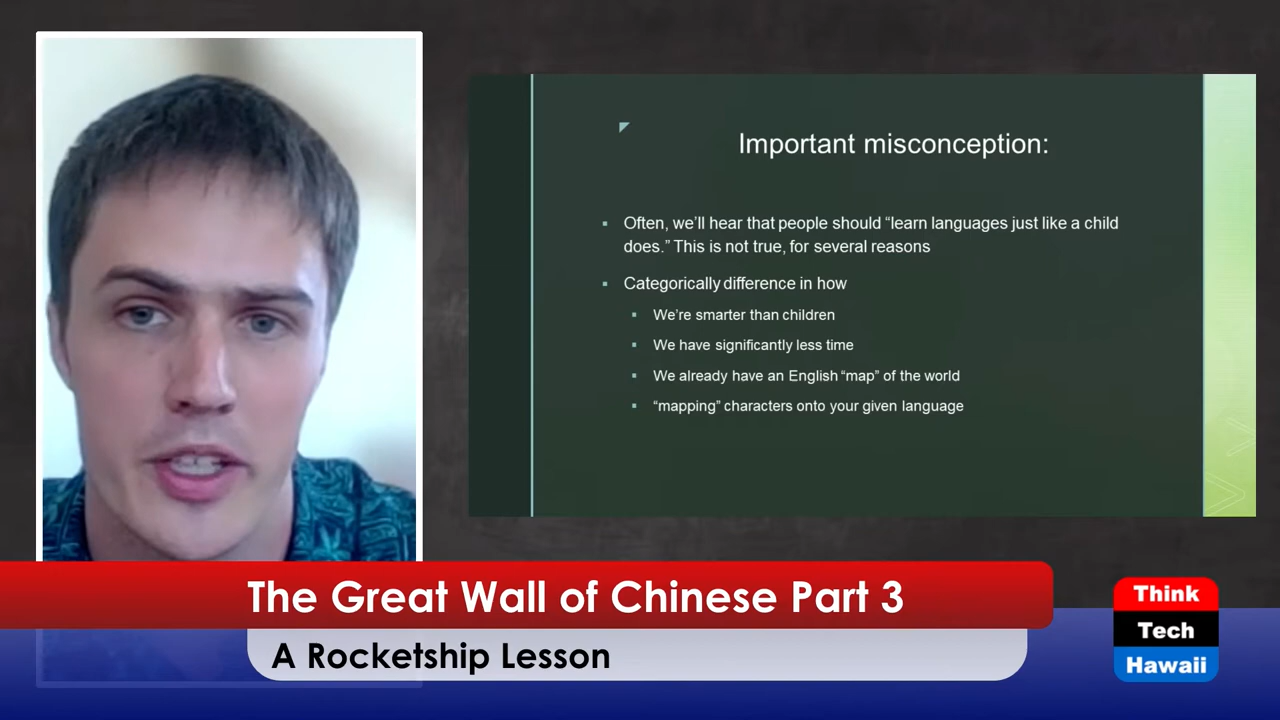 Important misconception:
Often, we’ll hear that people should “learn languages just like a child
does.” This is not true, for several reasons
Categorically difference in how
We’re smarter than children
We have significantly less time
We already have an English “map” of the world
“mapping” characters onto your given language
The Great Wall of Chinese Part 3
A Rocketship Lesson
Think
Tech
Hawaii